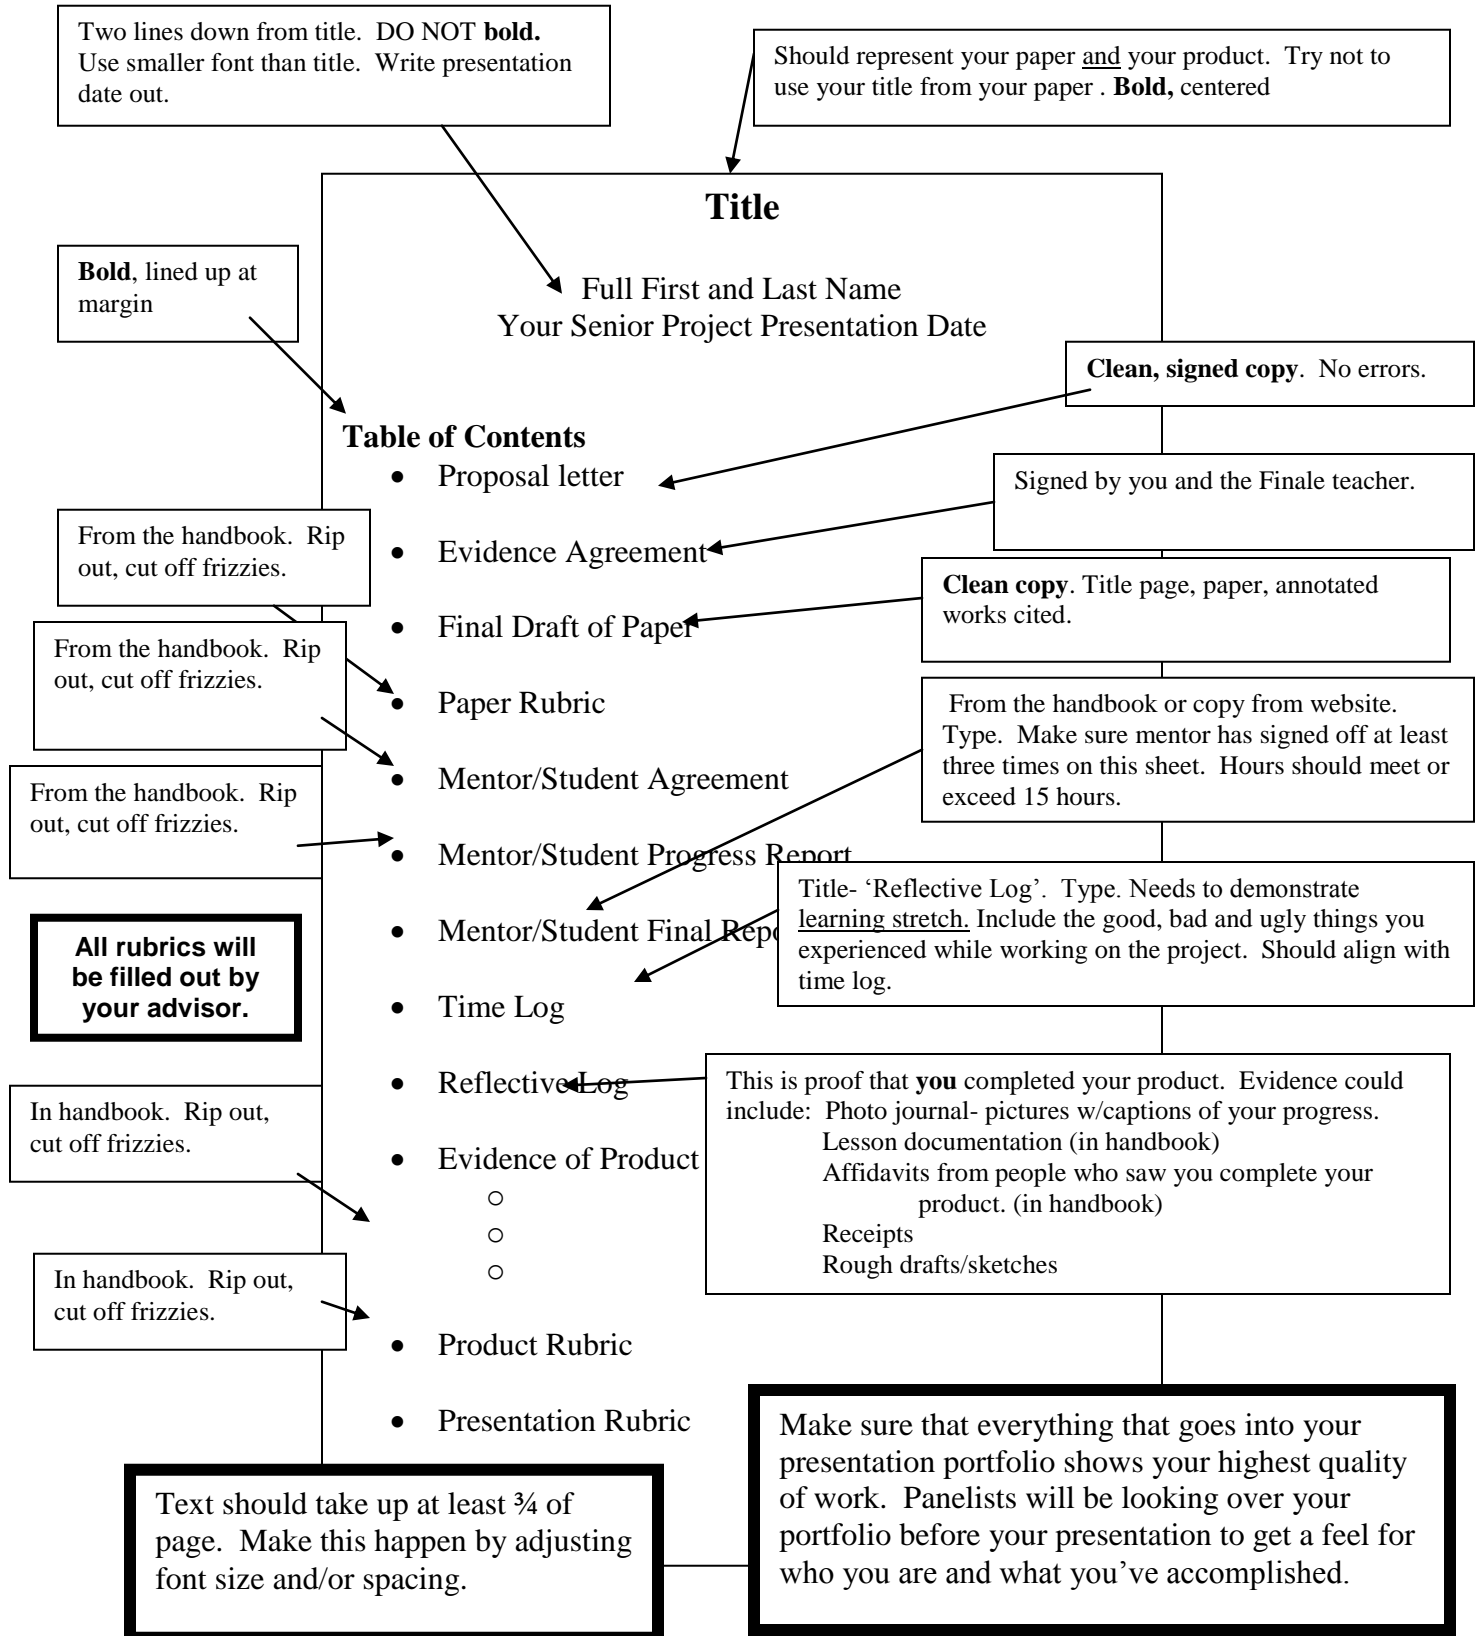 Two lines down from title. DO NOT bold.
Use smaller font than title. Write presentation
date out.
Should represent your paper and your product. Try not to
use your title from your paper . Bold, centered
Title
Bold, lined up at
margin
Full First and Last Name
Your Senior Project Presentation Date
Clean, signed copy. No errors.
Table of Contents
• Proposal letter
Signed by you and the Finale teacher.
From the handbook. Rip
out, cut off frizzies.
• Evidence Agreement
Clean copy. Title page, paper, annotated
works cited.
• Final Draft of Paper
From the handbook. Rip
out, cut off frizzies.
• Paper Rubric
From the handbook or copy from website.
Type. Make sure mentor has signed off at least
three times on this sheet. Hours should meet or
exceed 15 hours.
• Mentor/Student Agreement
From the handbook. Rip
out, cut off frizzies.
• Mentor/Student Progress Report
Title- ‘Reflective Log’. Type. Needs to demonstrate
learning stretch. Include the good, bad and ugly things you
experienced while working on the project. Should align with
time log.
• Mentor/Student Final Repo
All rubrics will
be filled out by
your advisor.
• Time Log
• Reflective Log
This is proof that you completed your product. Evidence could
include: Photo journal- pictures w/captions of your progress.
Lesson documentation (in handbook)
Affidavits from people who saw you complete your
product. (in handbook)
Receipts
Rough drafts/sketches
In handbook. Rip out,
cut off frizzies.
• Evidence of Product
○
○
○
In handbook. Rip out,
cut off frizzies.
• Product Rubric
• Presentation Rubric
Make sure that everything that goes into your
presentation portfolio shows your highest quality
of work. Panelists will be looking over your
portfolio before your presentation to get a feel for
who you are and what you’ve accomplished.
Text should take up at least ¾ of
page. Make this happen by adjusting
font size and/or spacing.